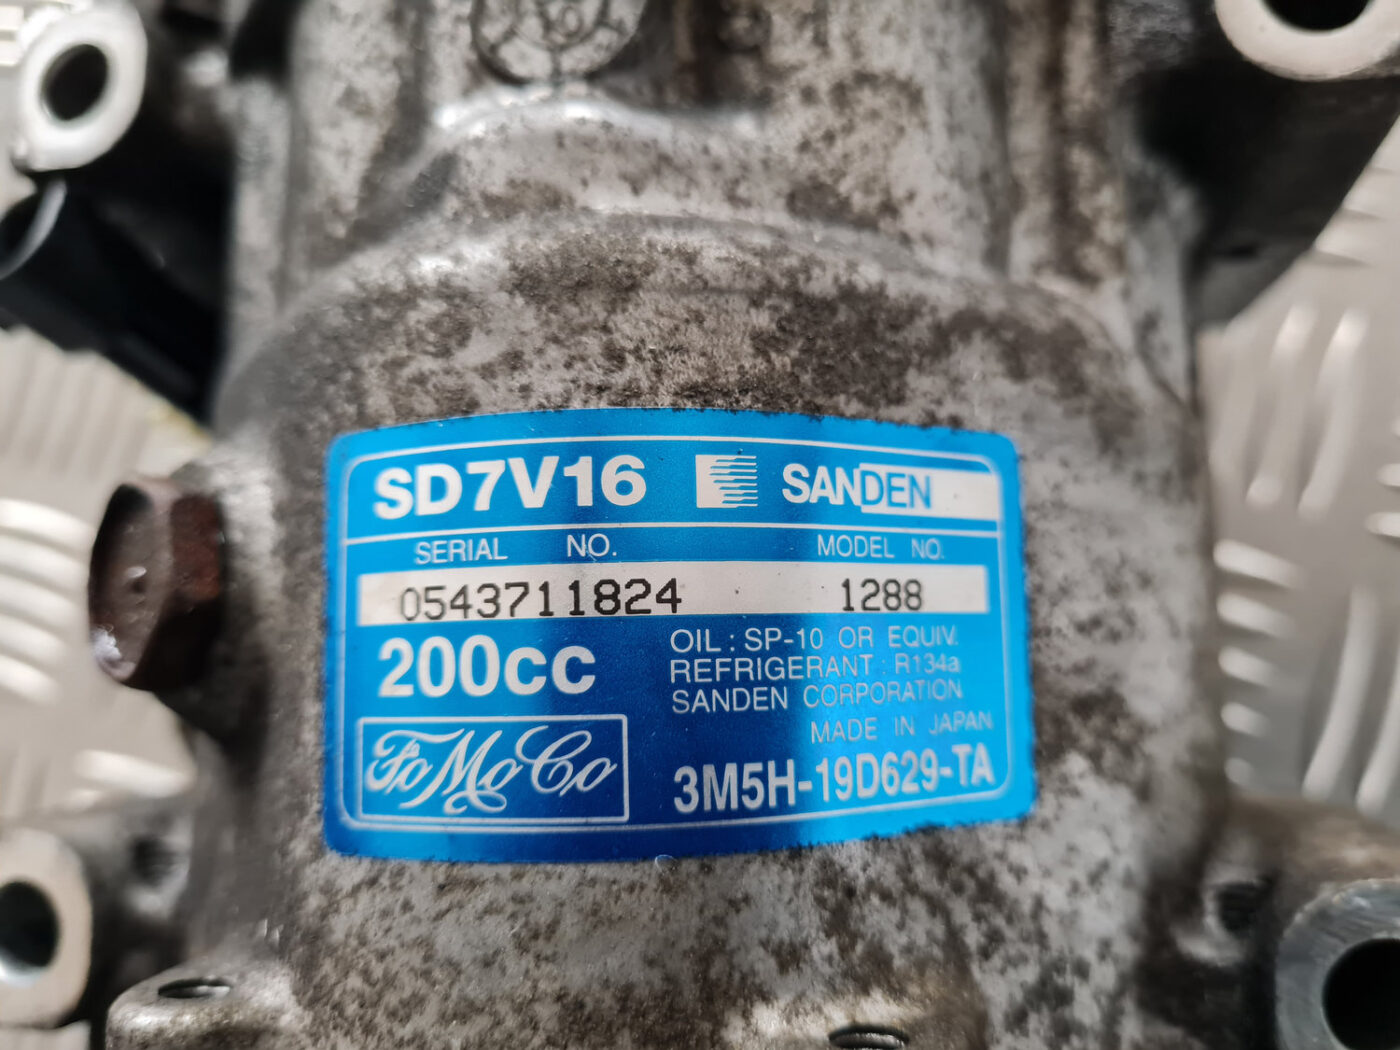 SD7V16 SANDEN
SERIAL NO. MODEL NO.
0543711824 1288
200cc
OIL : SP-10 OR EQUIV.
REFRIGERANT : R134a
SANDEN CORPORATION
MADE IN JAPAN
FoMoCo
3M5H-19D629-TA